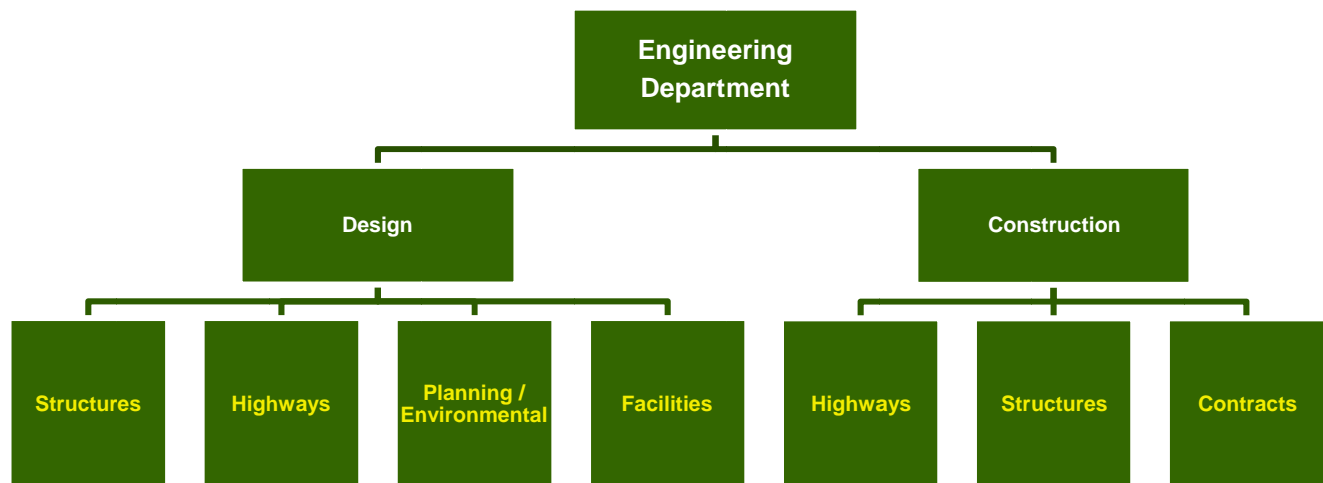 Engineering
Department
Design
Construction
Structures
Highways
Planning /
Environmental
Facilities
Highways
Structures
Contracts